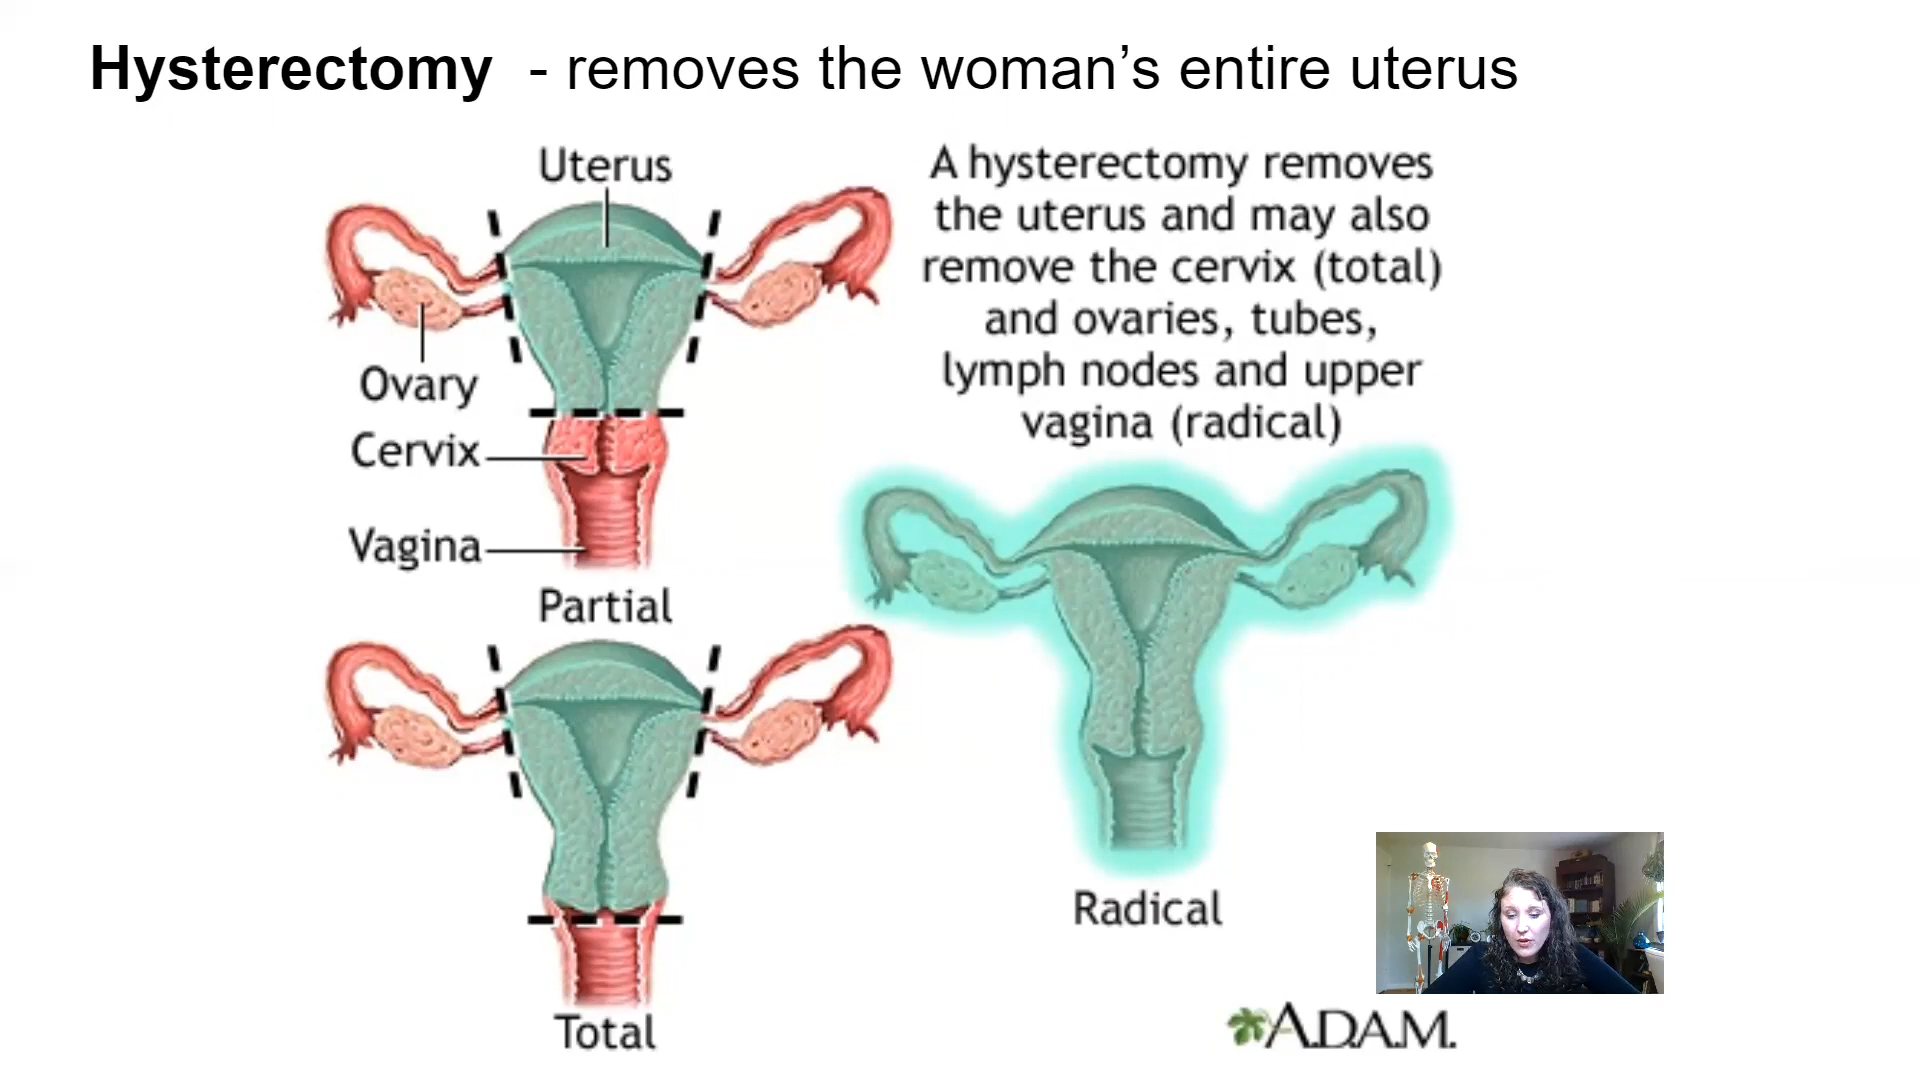 Hysterectomy - removes the woman’s entire uterus
Uterus
Ovary
Cervix
Vagina
Partial
A hysterectomy removes
the uterus and may also
remove the cervix (total)
and ovaries, tubes,
lymph nodes and upper
vagina (radical)
Radical
Total
A.D.A.M.